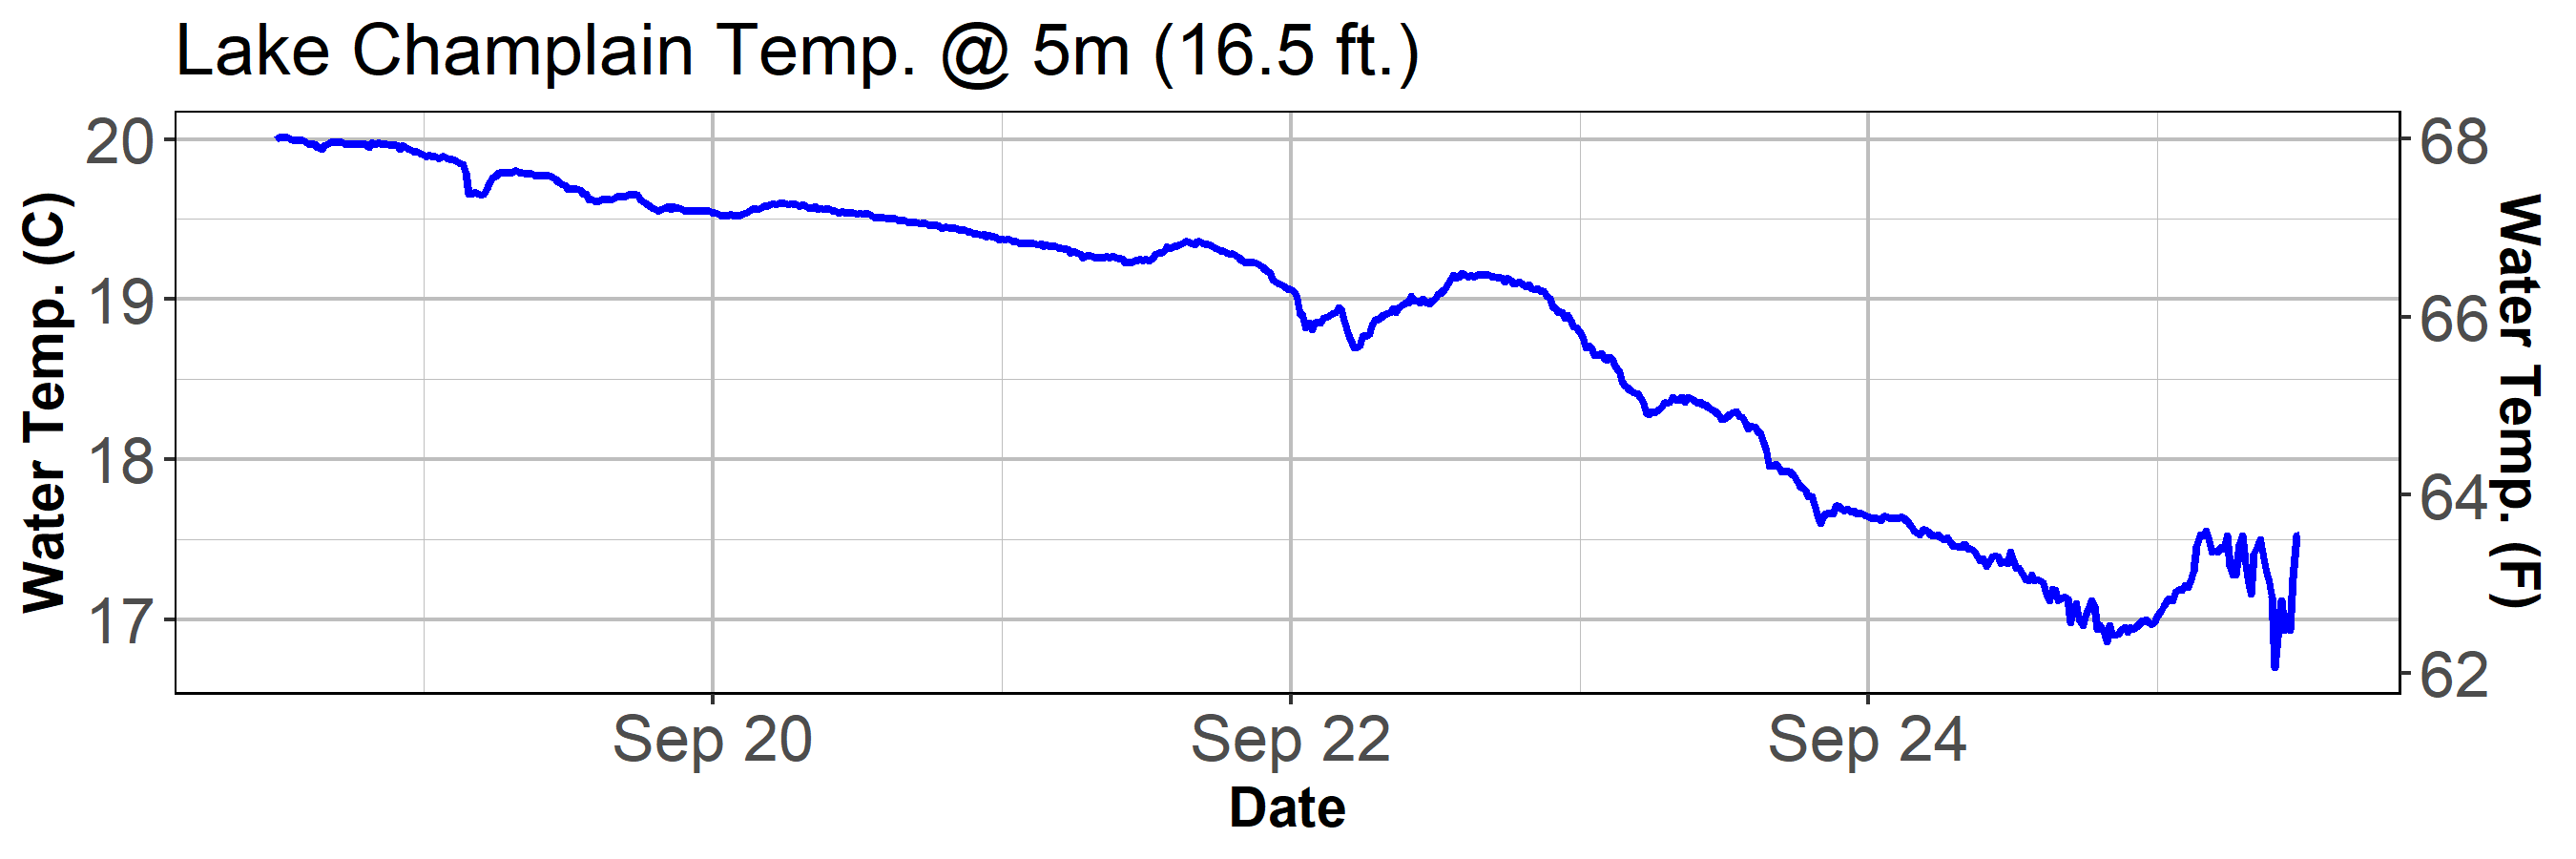 Lake Champlain Temp. @ 5m (16.5 ft.)
Water Temp. (C)
20
19
18
17
68
66
64
62
Water Temp. (F)
Sep 20
Sep 22
Sep 24
Date